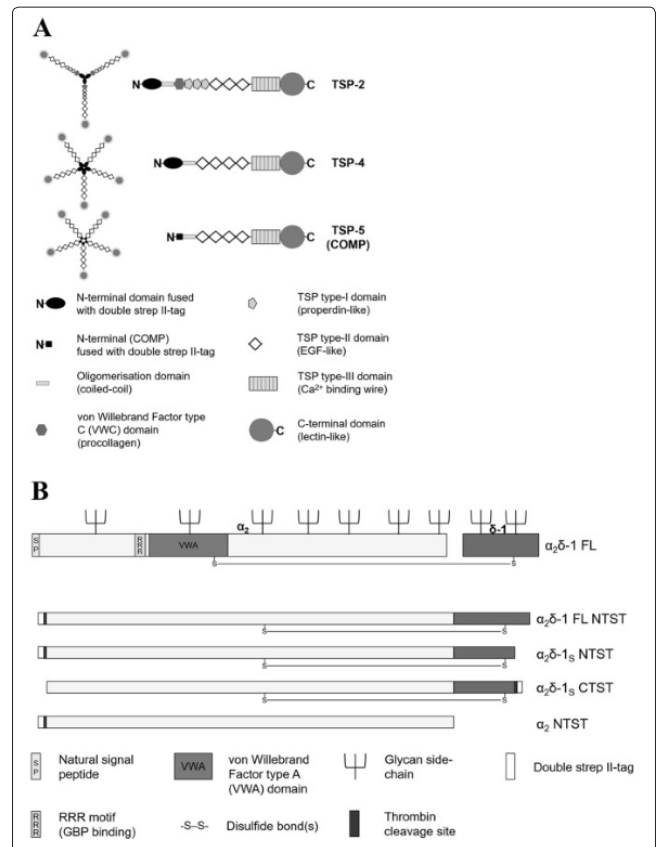 A
N C TSP-2
N C TSP-4
N C TSP-5
(COMP)
N N-terminal domain fused
with double strep II-tag
TSP type-I domain
(properdin-like)
N N-terminal (COMP)
fused with double strep II-tag
TSP type-II domain
(EGF-like)
Oligomerisation domain
(coiled-coil)
TSP type-III domain
(Ca²⁺ binding wire)
von Willebrand Factor type
C (VWC) domain
(procollagen)
C C-terminal domain
(lectin-like)
B
α₂ δ-1
SP RRR VWA α₂δ-1 FL
S S
α₂δ-1 FL NTST
S S
α₂δ-1s NTST
S S
α₂δ-1s CTST
S S
α₂ NTST
SP Natural signal
peptide
VWA von Willebrand
Factor type A
(VWA) domain
Glycan side-
chain
Double strep II-tag
RRR RRR motif
(GBP binding)
-S-S- Disulfide bond(s)
Thrombin
cleavage site